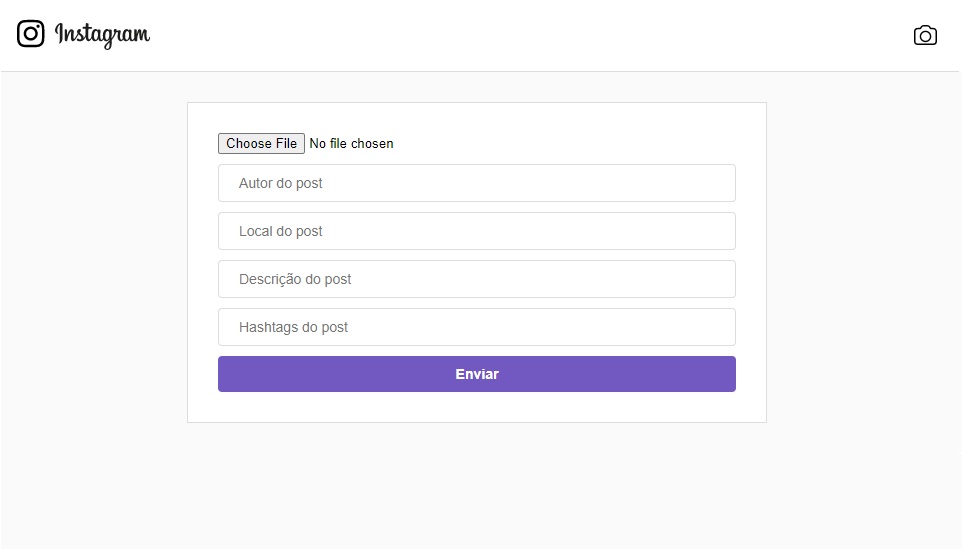 Instagram
Choose File No file chosen
Autor do post
Local do post
Descrição do post
Hashtags do post
Enviar